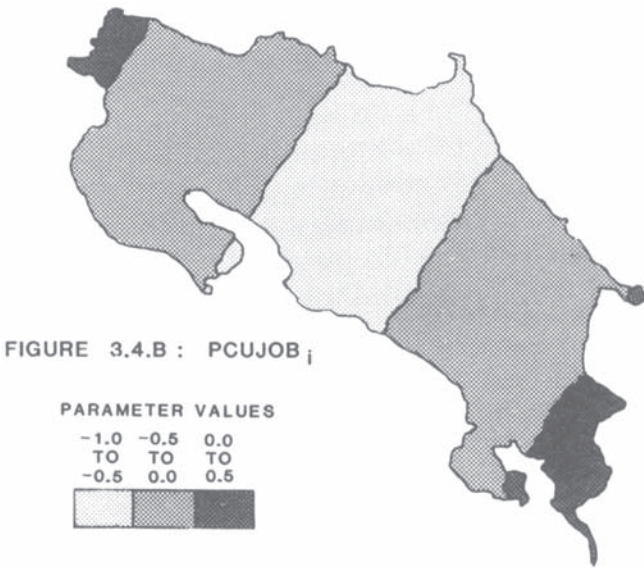 FIGURE 3.4.B : PCUJOB i
PARAMETER VALUES
-1.0 -0.5 0.0
TO TO TO
-0.5 0.0 0.5